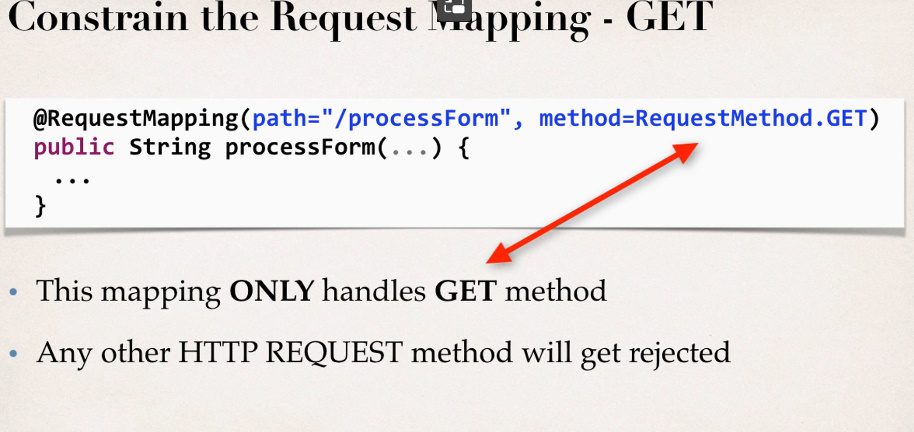 Constrain the Request Mapping - GET
@RequestMapping(path="/processForm", method=RequestMethod.GET)
public String processForm(...) {
...
}
• This mapping ONLY handles GET method
• Any other HTTP REQUEST method will get rejected